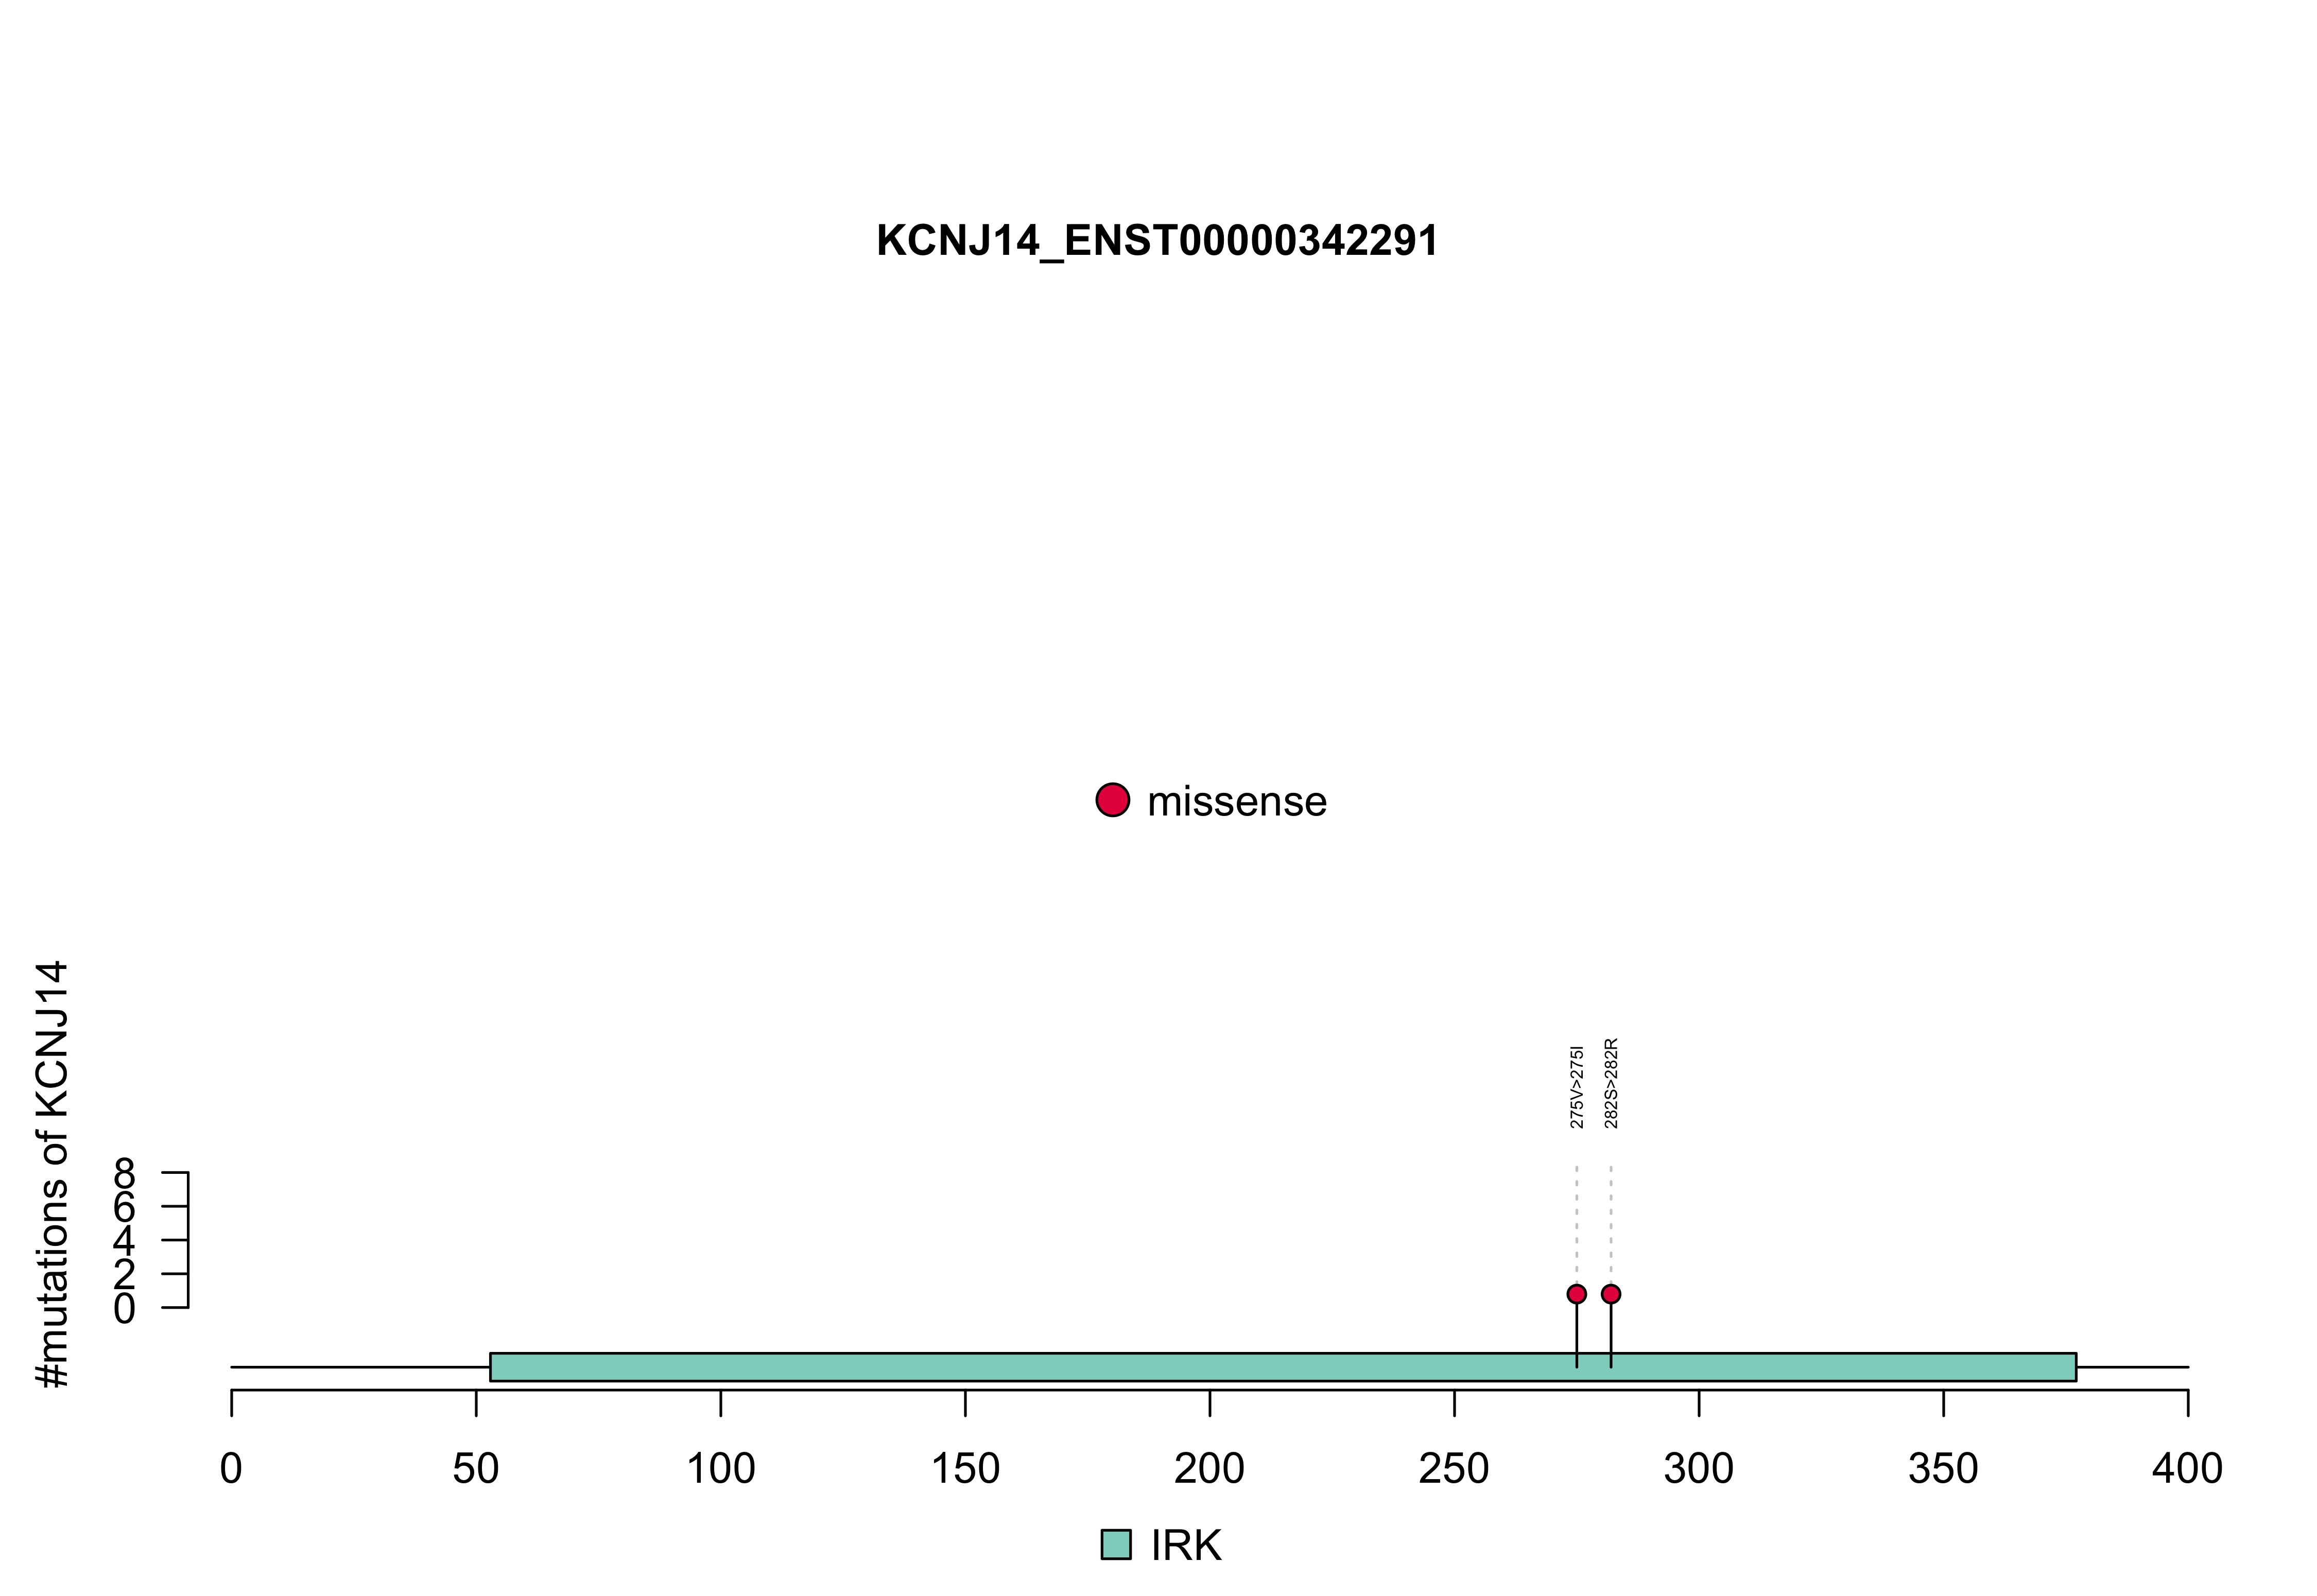 KCNJ14_ENST00000342291
missense
#mutations of KCNJ14
275V>275I
282S>282R
8
6
4
2
0
0 50 100 150 200 250 300 350 400
IRK